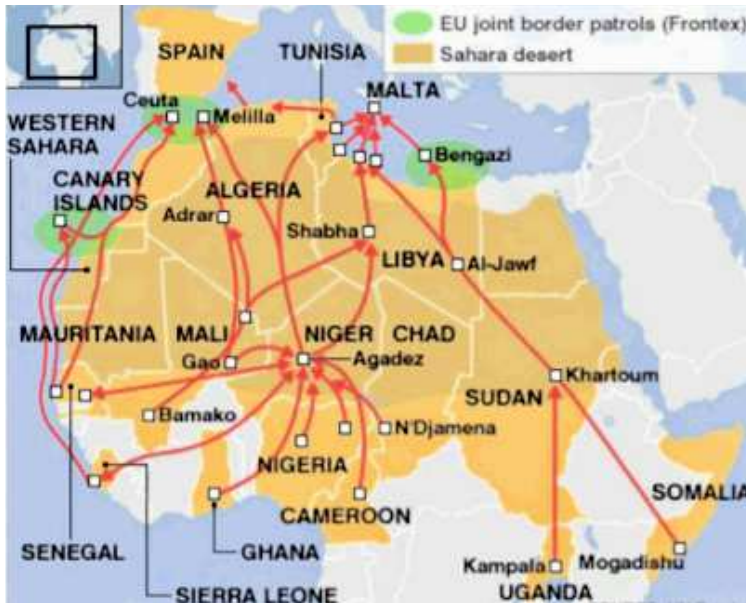 EU joint border patrols (Frontex)
Sahara desert
SPAIN
TUNISIA
MALTA
Ceuta
Melilla
WESTERN
SAHARA
Bengazi
CANARY
ISLANDS
ALGERIA
Adrar
Shabha
LIBYA
Al-Jawf
MAURITANIA
MALI
NIGER
CHAD
Gao
Agadez
Khartoum
SUDAN
Bamako
N'Djamena
NIGERIA
SOMALIA
CAMEROON
SENEGAL
GHANA
Kampala
Mogadishu
SIERRA LEONE
UGANDA